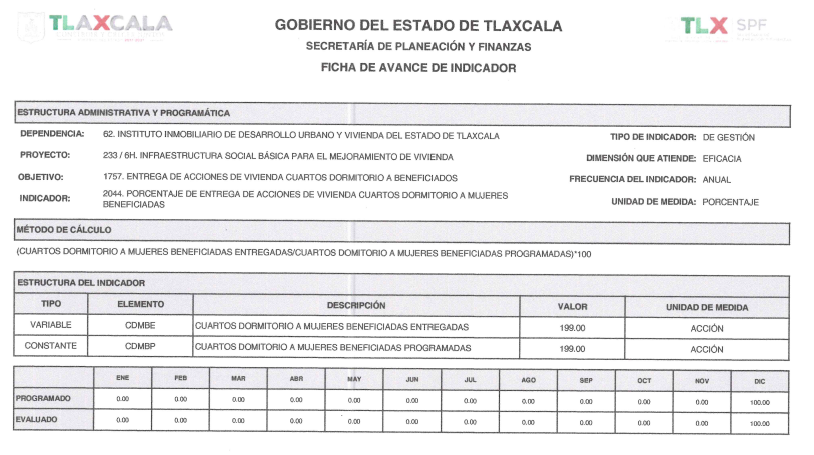 TLAXCALA
GOBIERNO DEL ESTADO DE TLAXCALA
TLX SPF
SECRETARÍA DE PLANEACIÓN Y FINANZAS
FICHA DE AVANCE DE INDICADOR
ESTRUCTURA ADMINISTRATIVA Y PROGRAMÁTICA
DEPENDENCIA: 62. INSTITUTO INMOBILIARIO DE DESARROLLO URBANO Y VIVIENDA DEL ESTADO DE TLAXCALA TIPO DE INDICADOR: DE GESTIÓN
PROYECTO: 233 / 6H. INFRAESTRUCTURA SOCIAL BÁSICA PARA EL MEJORAMIENTO DE VIVIENDA DIMENSIÓN QUE ATIENDE: EFICACIA
OBJETIVO: 1757. ENTREGA DE ACCIONES DE VIVIENDA CUARTOS DORMITORIO A BENEFICIADOS FRECUENCIA DEL INDICADOR: ANUAL
INDICADOR: 2044. PORCENTAJE DE ENTREGA DE ACCIONES DE VIVIENDA CUARTOS DORMITORIO A MUJERES
BENEFICIADAS UNIDAD DE MEDIDA: PORCENTAJE
MÉTODO DE CÁLCULO
(CUARTOS DORMITORIO A MUJERES BENEFICIADAS ENTREGADAS/CUARTOS DOMITORIO A MUJERES BENEFICIADAS PROGRAMADAS)*100
ESTRUCTURA DEL INDICADOR
TIPO ELEMENTO DESCRIPCIÓN VALOR UNIDAD DE MEDIDA
VARIABLE CDMBE CUARTOS DORMITORIO A MUJERES BENEFICIADAS ENTREGADAS 199.00 ACCIÓN
CONSTANTE CDMBP CUARTOS DOMITORIO A MUJERES BENEFICIADAS PROGRAMADAS 199.00 ACCIÓN
ENE FEB MAR ABR MAY JUN JUL AGO SEP OCT NOV DIC
PROGRAMADO 0.00 0.00 0.00 0.00 0.00 0.00 0.00 0.00 0.00 0.00 0.00 100.00
EVALUADO 0.00 0.00 0.00 0.00 0.00 0.00 0.00 0.00 0.00 0.00 0.00 100.00